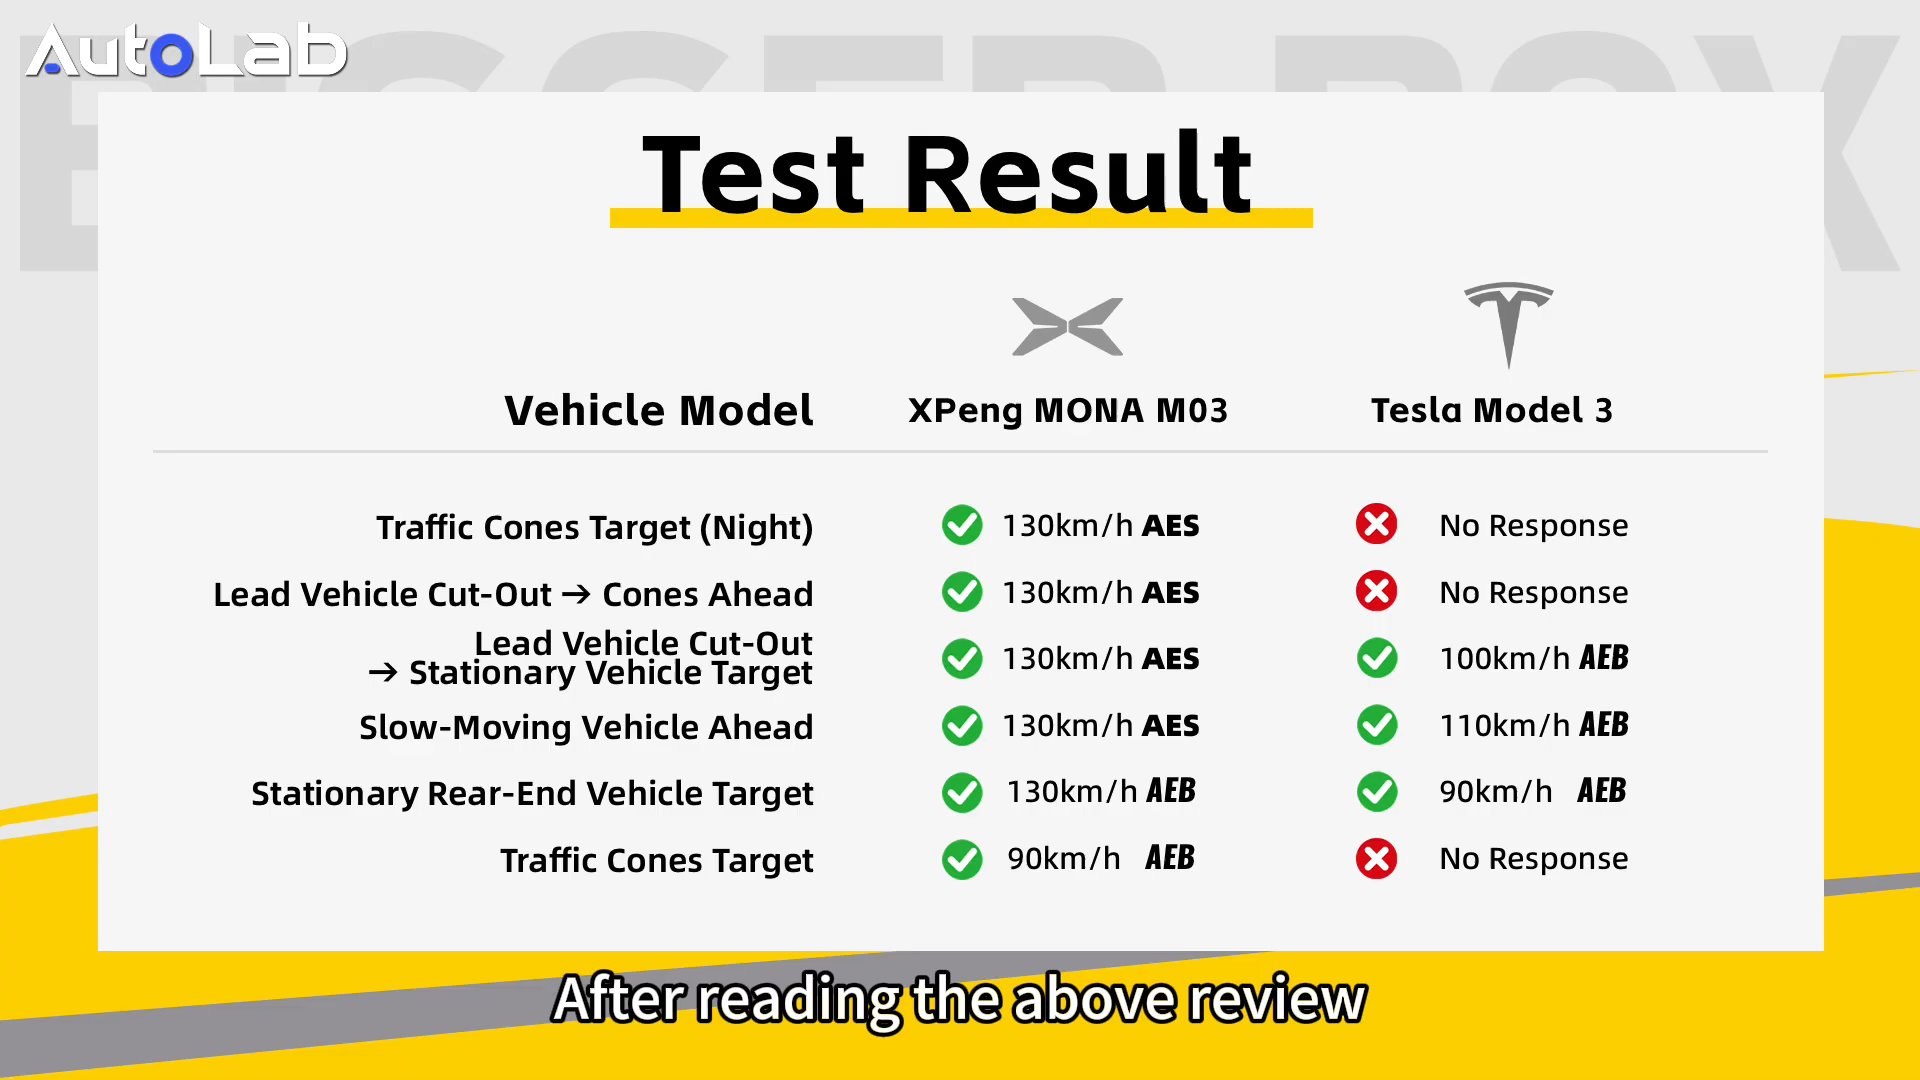 AutoLab
BIGGER BOX
Test Result
Vehicle Model XPeng MONA M03 Tesla Model 3
Traffic Cones Target (Night) 130km/h AES No Response
Lead Vehicle Cut-Out → Cones Ahead 130km/h AES No Response
Lead Vehicle Cut-Out
→ Stationary Vehicle Target 130km/h AES 100km/h AEB
Slow-Moving Vehicle Ahead 130km/h AES 110km/h AEB
Stationary Rear-End Vehicle Target 130km/h AEB 90km/h AEB
Traffic Cones Target 90km/h AEB No Response
After reading the above review